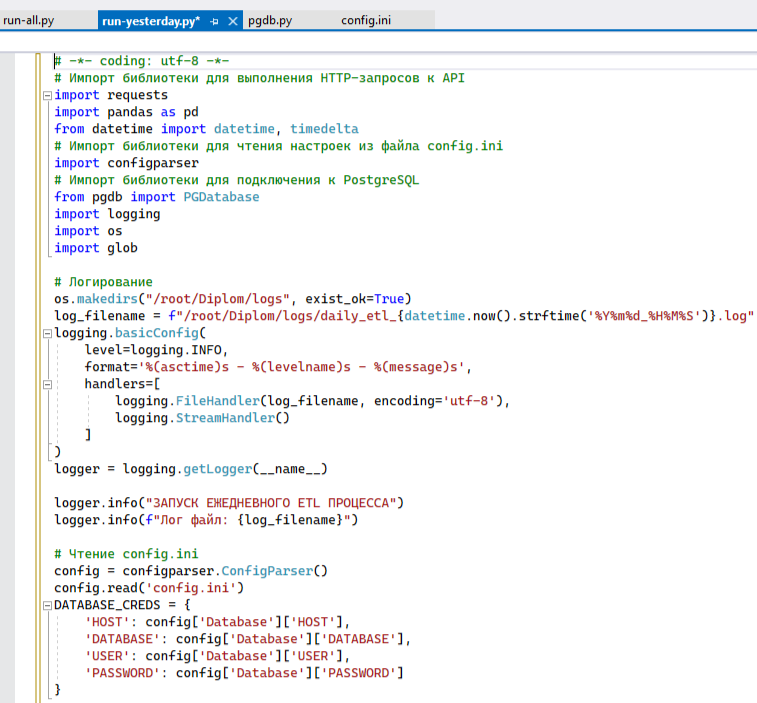 run-all.py run-yesterday.py* pgdb.py config.ini
# -*- coding: utf-8 -*-
# Импорт библиотеки для выполнения HTTP-запросов к API
import requests
import pandas as pd
from datetime import datetime, timedelta
# Импорт библиотеки для чтения настроек из файла config.ini
import configparser
# Импорт библиотеки для подключения к PostgreSQL
from pgdb import PGDatabase
import logging
import os
import glob

# Логирование
os.makedirs("/root/Diplom/logs", exist_ok=True)
log_filename = f"/root/Diplom/logs/daily_etl_{datetime.now().strftime('%Y%m%d_%H%M%S')}.log"
logging.basicConfig(
    level=logging.INFO,
    format='%(asctime)s - %(levelname)s - %(message)s',
    handlers=[
        logging.FileHandler(log_filename, encoding='utf-8'),
        logging.StreamHandler()
    ]
)
logger = logging.getLogger(__name__)

logger.info("ЗАПУСК ЕЖЕДНЕВНОГО ETL ПРОЦЕССА")
logger.info(f"Лог файл: {log_filename}")

# Чтение config.ini
config = configparser.ConfigParser()
config.read('config.ini')
DATABASE_CREDS = {
    'HOST': config['Database']['HOST'],
    'DATABASE': config['Database']['DATABASE'],
    'USER': config['Database']['USER'],
    'PASSWORD': config['Database']['PASSWORD']
}